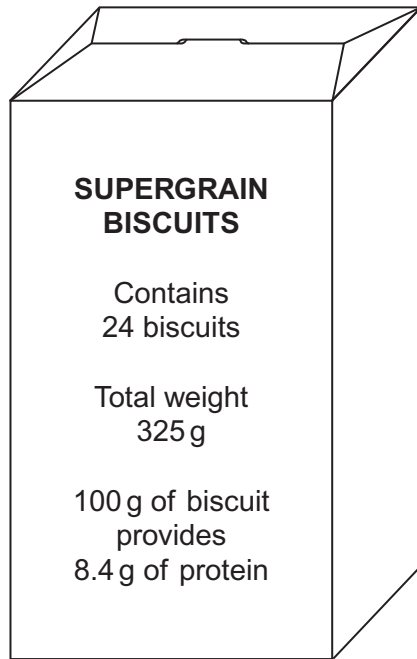 SUPERGRAIN
BISCUITS
Contains
24 biscuits
Total weight
325 g
100 g of biscuit
provides
8.4 g of protein